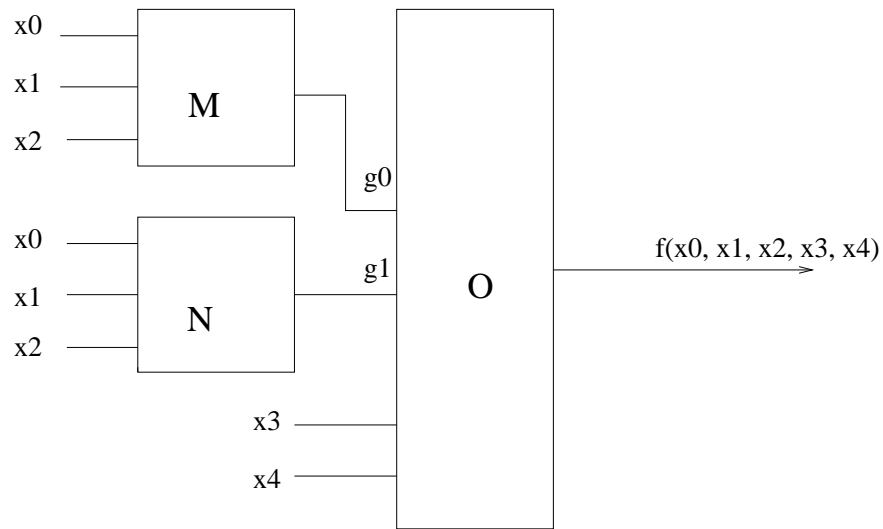 x0
x1
x2
M
g0
x0
x1
x2
N
g1
x3
x4
O
f(x0, x1, x2, x3, x4)